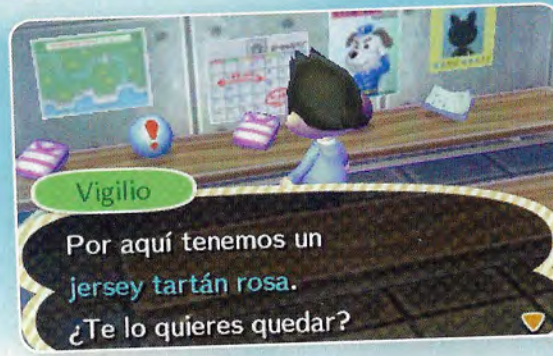 Vigilio
Por aquí tenemos un
jersey tartán rosa.
¿Te lo quieres quedar?